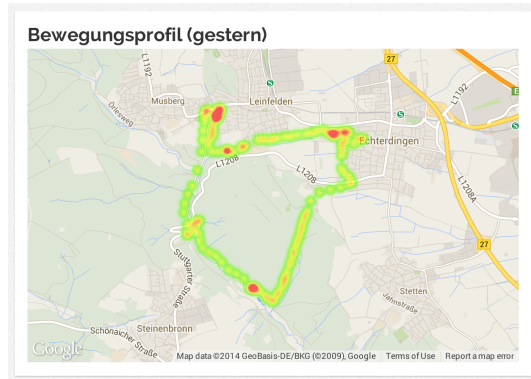 Bewegungsprofil (gestern)
27
L1192
S
L1192
Musberg
Leinfelden
E
Örlesweg
S
S
Echterdingen
L1208
L1208
L1208A
27
Stuttgarter Straße
Stetten
Jahnstraße
Steinenbronn
Schönaicher Straße
Google
Map data ©2014 GeoBasis-DE/BKG (©2009), Google Terms of Use Report a map error